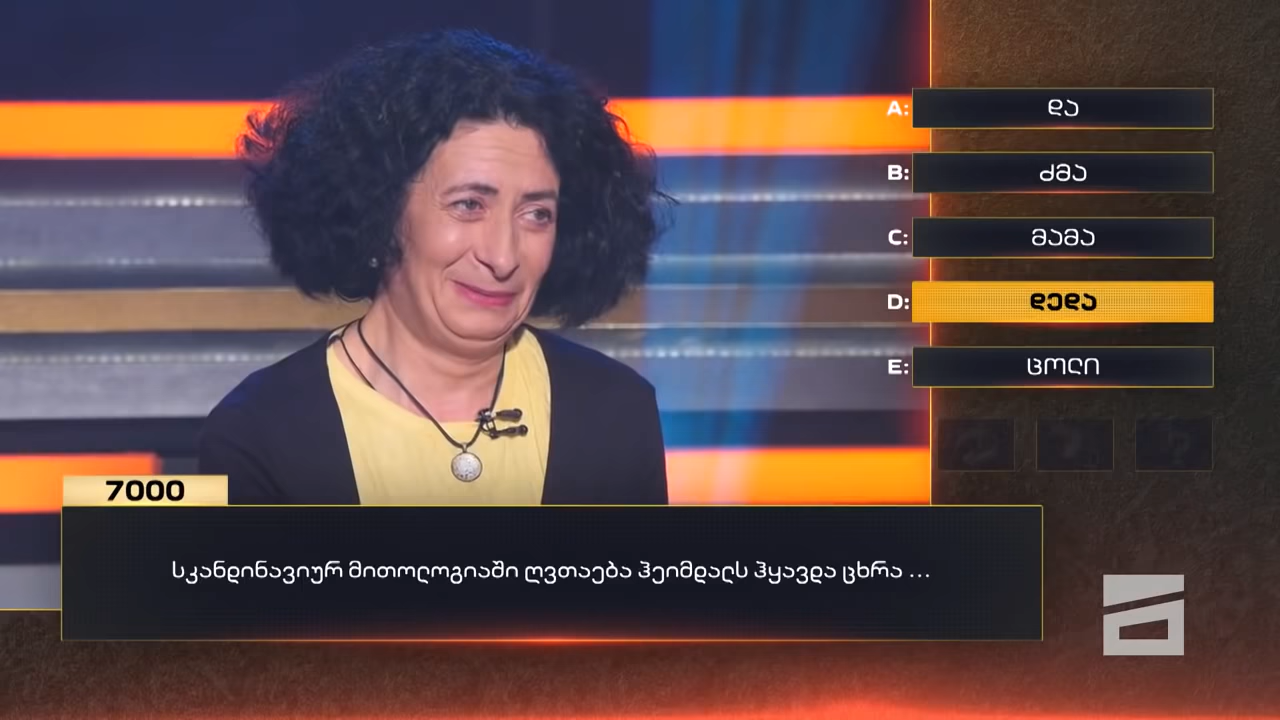 A: და
B: ძმა
C: მამა
D: დედა
E: ცოლი
7000
სკანდინავიურ მითოლოგიაში ღვთაება ჰეიმდალს ჰყავდა ცხრა ...